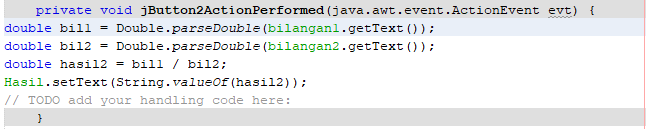 private void jButton2ActionPerformed(java.awt.event.ActionEvent evt) {
double bil1 = Double.parseDouble(bilangan1.getText());
double bil2 = Double.parseDouble(bilangan2.getText());
double hasil2 = bil1 / bil2;
Hasil.setText(String.valueOf(hasil2));
// TODO add your handling code here:
}